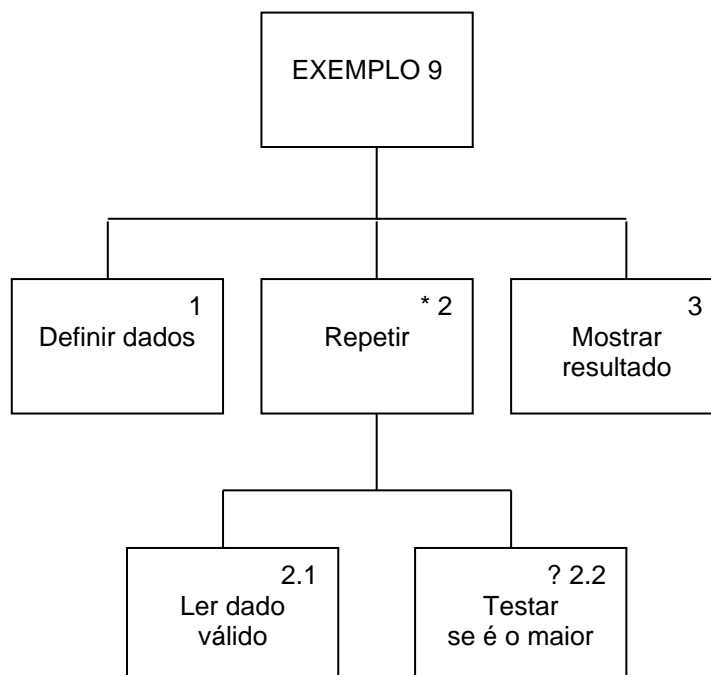 EXEMPLO 9
1
Definir dados
* 2
Repetir
3
Mostrar
resultado
2.1
Ler dado
válido
? 2.2
Testar
se é o maior